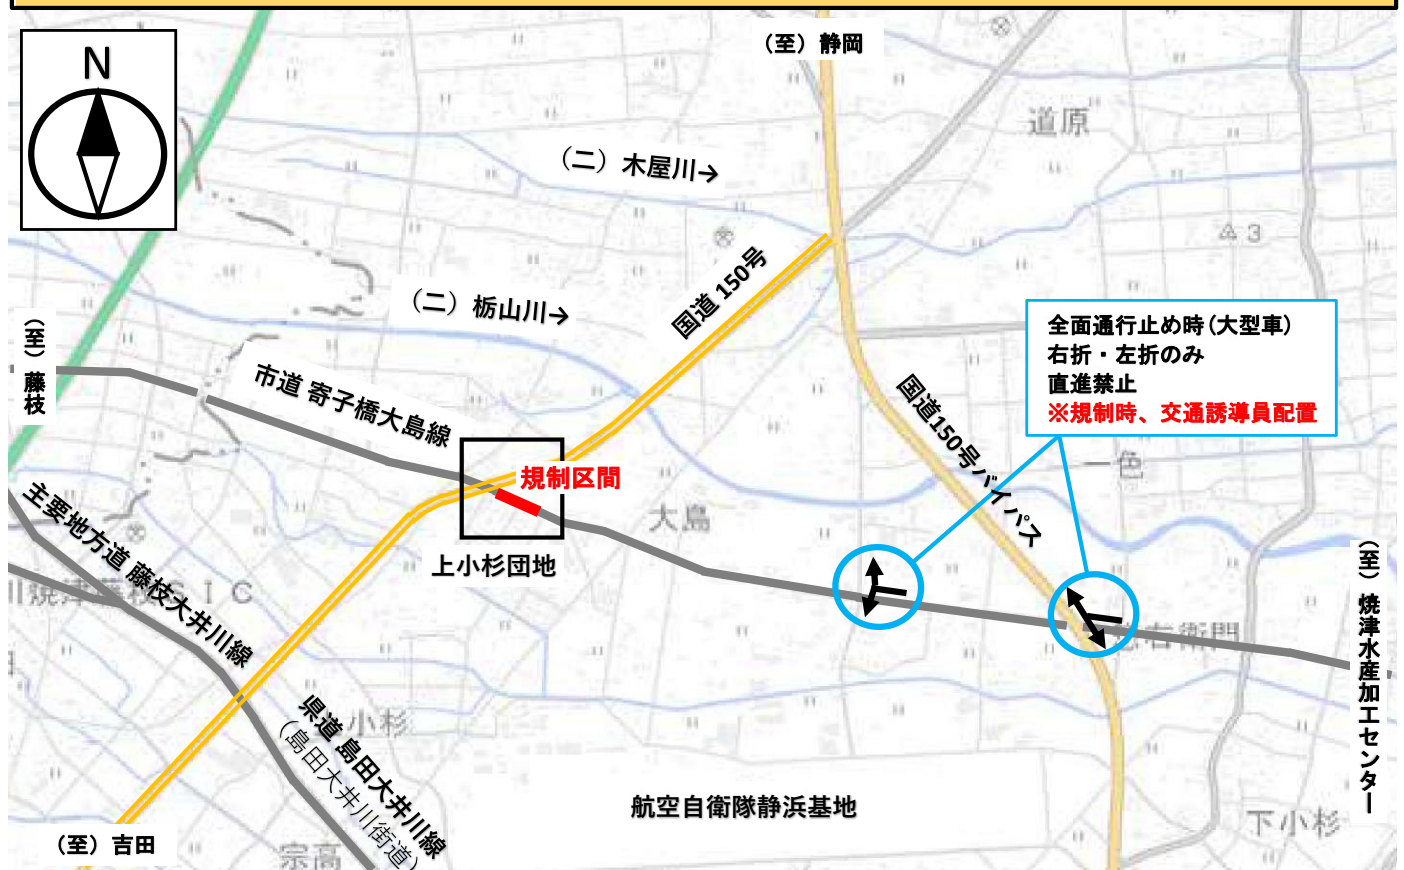 N
(至)静岡
道原
(二)木屋川→
3
国道 150号
(二)栃山川→
(至)藤枝
市道 寄子橋大島線
全面通行止め時(大型車)
右折・左折のみ
直進禁止
※規制時、交通誘導員配置
国道150号バイパス
一色
規制区間
大島
上小杉団地
主要地方道 藤枝大井川線
ＳＩＣ
右衛門
(至)焼津水産加工センター
県道 島田大井川線
(島田大井川街道)
小杉
航空自衛隊静浜基地
下小杉
(至)吉田
宗高